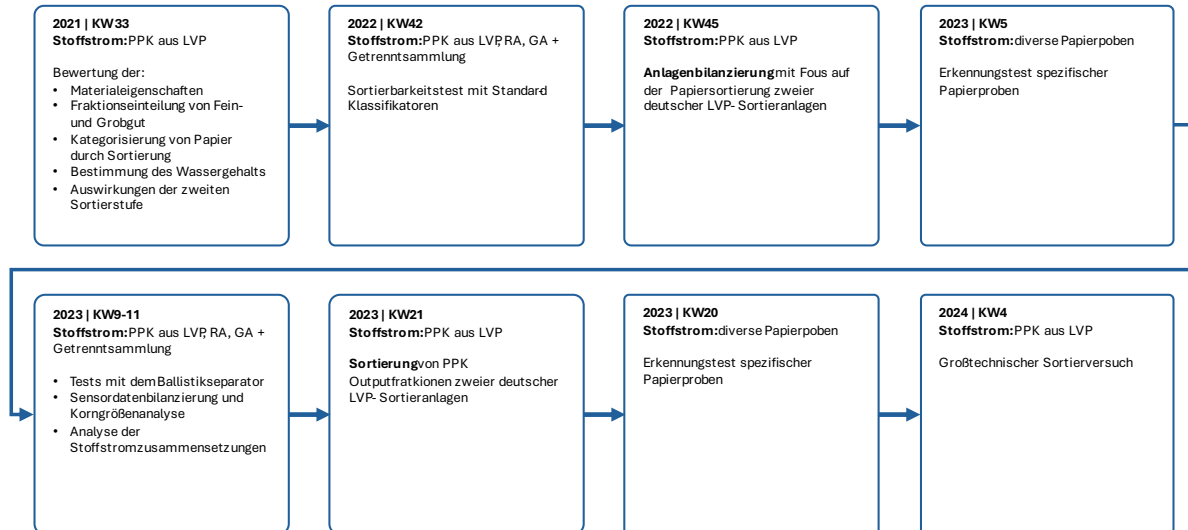 2021 | KW33
Stoffstrom:PPK aus LVP
Bewertung der:
• Materialeigenschaften
• Fraktionseinteilung von Fein-
und Grobgut
• Kategorisierung von Papier
durch Sortierung
• Bestimmung des Wassergehalts
• Auswirkungen der zweiten
Sortierstufe
2022 | KW42
Stoffstrom:PPK aus LVP, RA, GA +
Getrenntsammlung
Sortierbarkeitstest mit Standard
Klassifikatoren
2022 | KW45
Stoffstrom:PPK aus LVP
Anlagenbilanzierung mit Fous auf
der Papiersortierung zweier
deutscher LVP- Sortieranlagen
2023 | KW5
Stoffstrom:diverse Papierpoben
Erkennungstest spezifischer
Papierproben
2023 | KW9-11
Stoffstrom:PPK aus LVP, RA, GA +
Getrenntsammlung
• Tests mit dem Ballistikseparator
• Sensordatenbilanzierung und
Korngrößenanalyse
• Analyse der
Stoffstromzusammensetzungen
2023 | KW21
Stoffstrom:PPK aus LVP
Sortierung von PPK
Outputfratkionen zweier deutscher
LVP- Sortieranlagen
2023 | KW20
Stoffstrom:diverse Papierpoben
Erkennungstest spezifischer
Papierproben
2024 | KW4
Stoffstrom:PPK aus LVP
Großtechnischer Sortierversuch